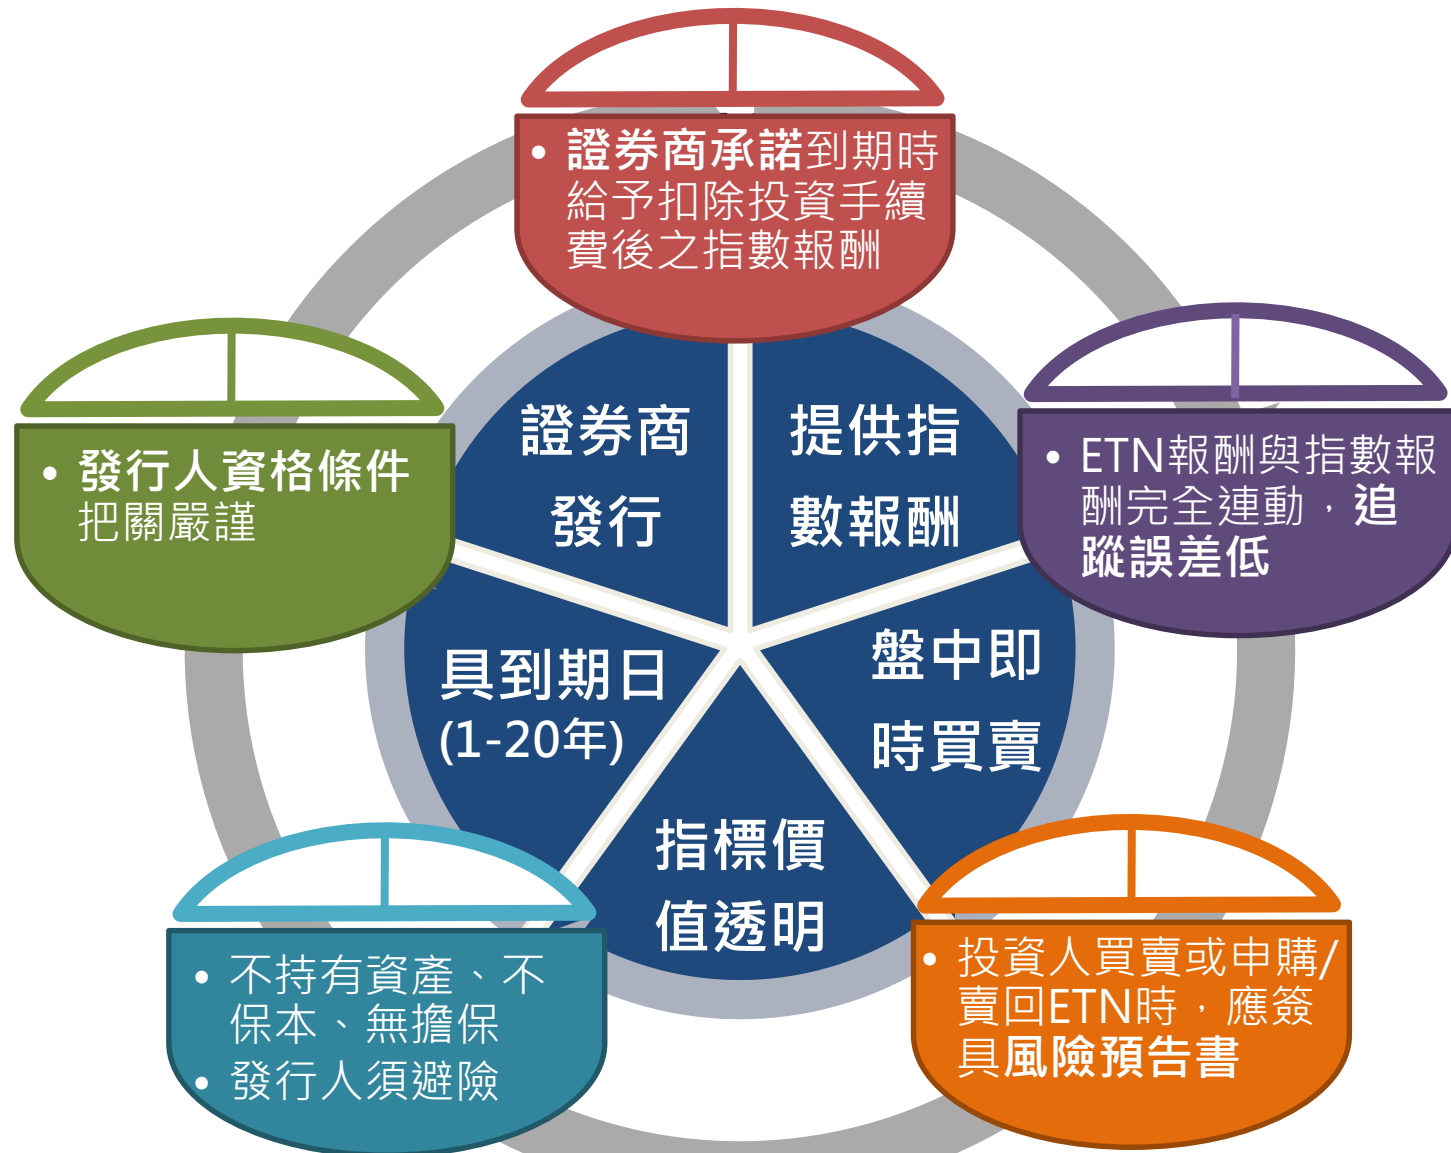 • 證券商承諾到期時
給予扣除投資手續
費後之指數報酬
• 發行人資格條件
把關嚴謹
• ETN報酬與指數報
酬完全連動，追
蹤誤差低
證券商
發行
提供指
數報酬
具到期日
(1-20年)
盤中即
時買賣
指標價
值透明
• 不持有資產、不
保本、無擔保
• 發行人須避險
• 投資人買賣或申購/
賣回ETN時，應簽
具風險預告書